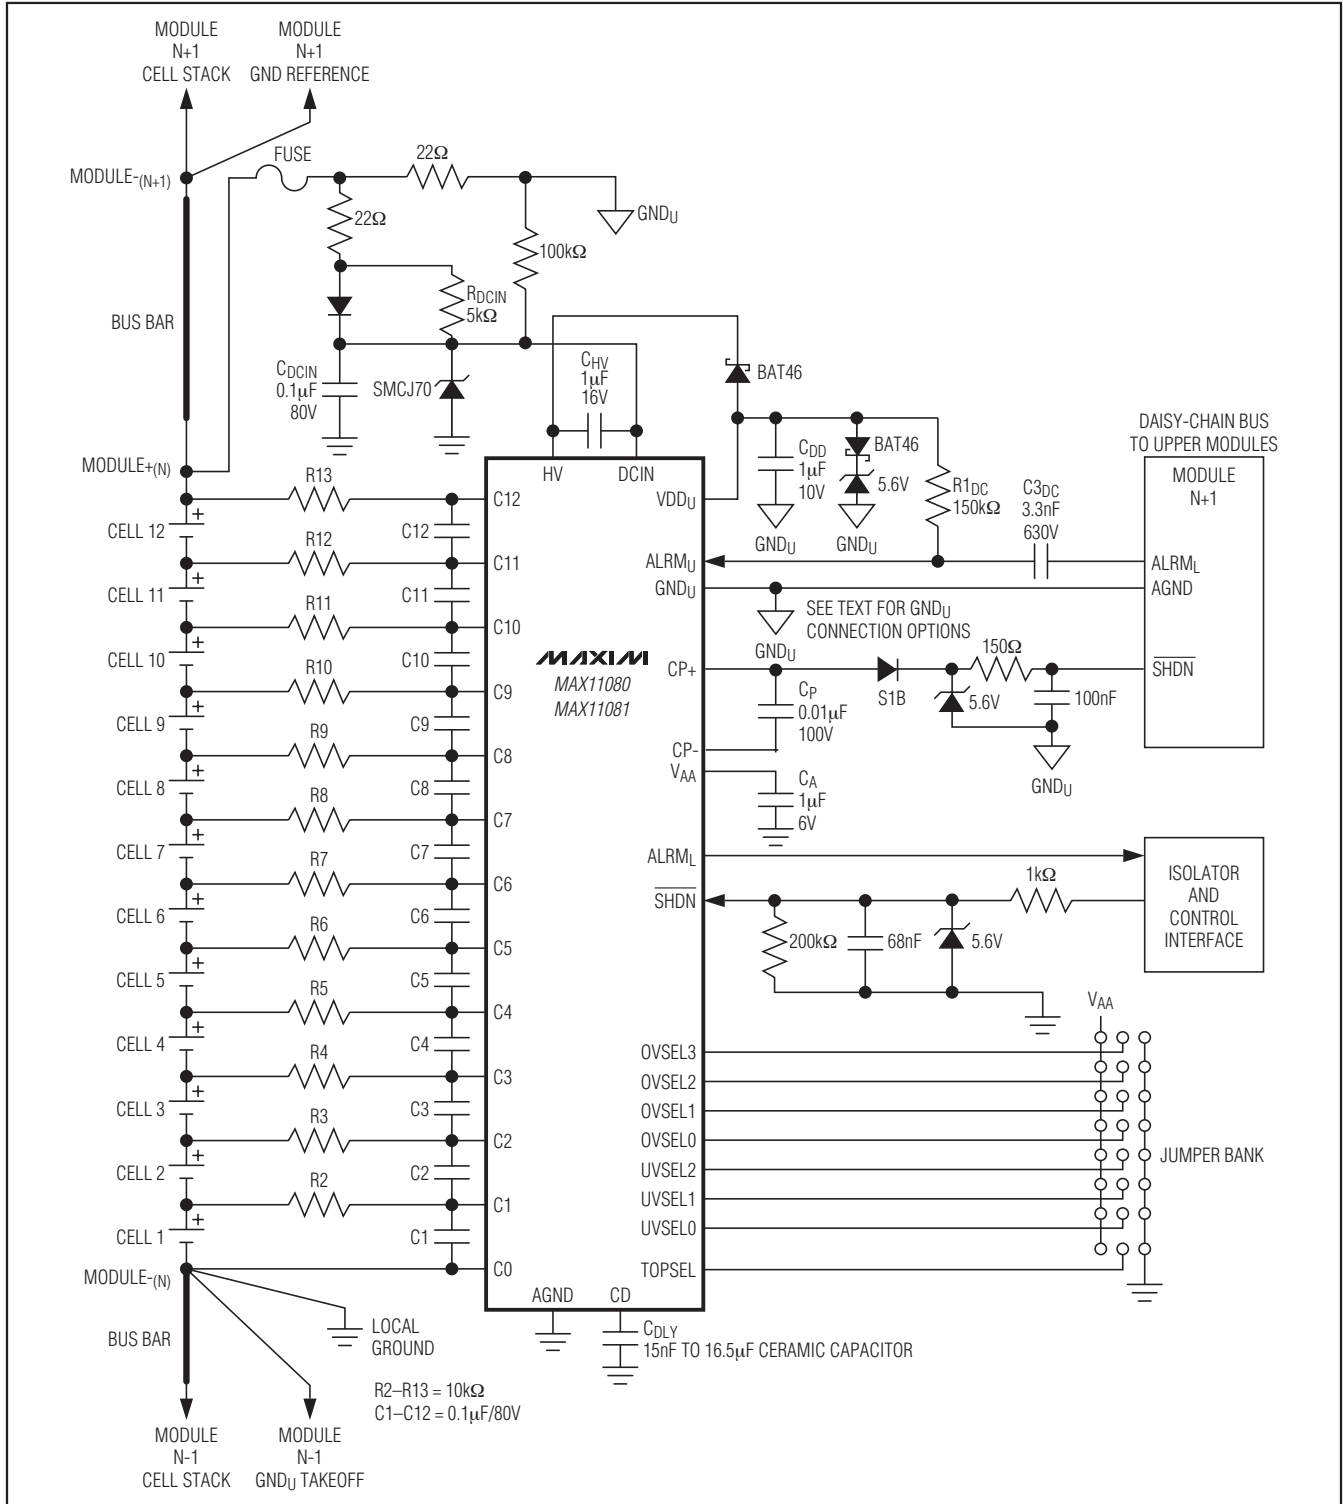 MODULE
N+1
CELL STACK
MODULE
N+1
GND REFERENCE
FUSE
22Ω
MODULE-(N+1)
22Ω
GNDU
100kΩ
RDCIN
5kΩ
BUS BAR
CDCIN
0.1µF
80V
SMCJ70
CHV
1µF
16V
BAT46
MODULE+(N)
HV
DCIN
CDD
1µF
10V
BAT46
5.6V
GNDU
GNDU
R1DC
150kΩ
C3DC
3.3nF
630V
DAISY-CHAIN BUS
TO UPPER MODULES
MODULE
N+1
ALRML
AGND
SHDN
R13
C12
VDDU
CELL 12
+
C12
R12
C11
ALRMU
CELL 11
+
C11
GNDU
GNDU
SEE TEXT FOR GNDU
CONNECTION OPTIONS
R11
C10
CELL 10
+
C10
MAXIM
MAX11080
MAX11081
CP+
S1B
5.6V
150Ω
100nF
GNDU
R10
C9
CELL 9
+
C9
CP
0.01µF
100V
R9
C8
CP-
VAA
CELL 8
+
C8
CA
1µF
6V
R8
C7
CELL 7
+
C7
ALRML
R7
C6
SHDN
1kΩ
ISOLATOR
AND
CONTROL
INTERFACE
CELL 6
+
C6
200kΩ
68nF
5.6V
R6
C5
CELL 5
+
C5
R5
C4
VAA
CELL 4
+
C4
OVSEL3
R4
C3
OVSEL2
CELL 3
+
C3
OVSEL1
R3
C2
OVSEL0
JUMPER BANK
CELL 2
+
C2
UVSEL2
R2
C1
UVSEL1
CELL 1
+
C1
UVSEL0
MODULE-(N)
C0
TOPSEL
AGND
CD
BUS BAR
LOCAL
GROUND
CDLY
15nF TO 16.5µF CERAMIC CAPACITOR
R2–R13 = 10kΩ
C1–C12 = 0.1µF/80V
MODULE
N-1
CELL STACK
MODULE
N-1
GNDU TAKEOFF